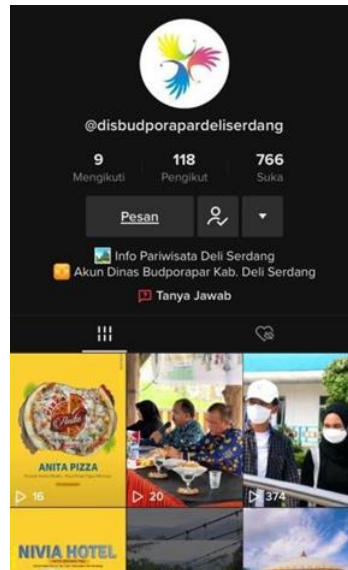 @disbudporapardeliserdang
9 118 766
Mengikuti Pengikut Suka
Pesan
Info Pariwisata Deli Serdang
Akun Dinas Budporapar Kab. Deli Serdang
Tanya Jawab
Anita
ANITA PIZZA
16 20 374
NIVIA HOTEL